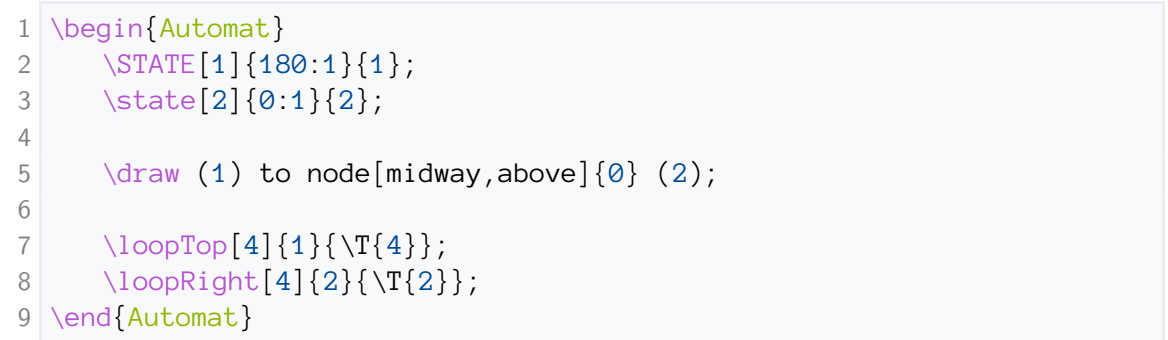 1 \begin{Automat}
2     \STATE[1]{180:1}{1};
3     \state[2]{0:1}{2};
4
5     \draw (1) to node[midway,above]{0} (2);
6
7     \loopTop[4]{1}{\T{4}};
8     \loopRight[4]{2}{\T{2}};
9 \end{Automat}